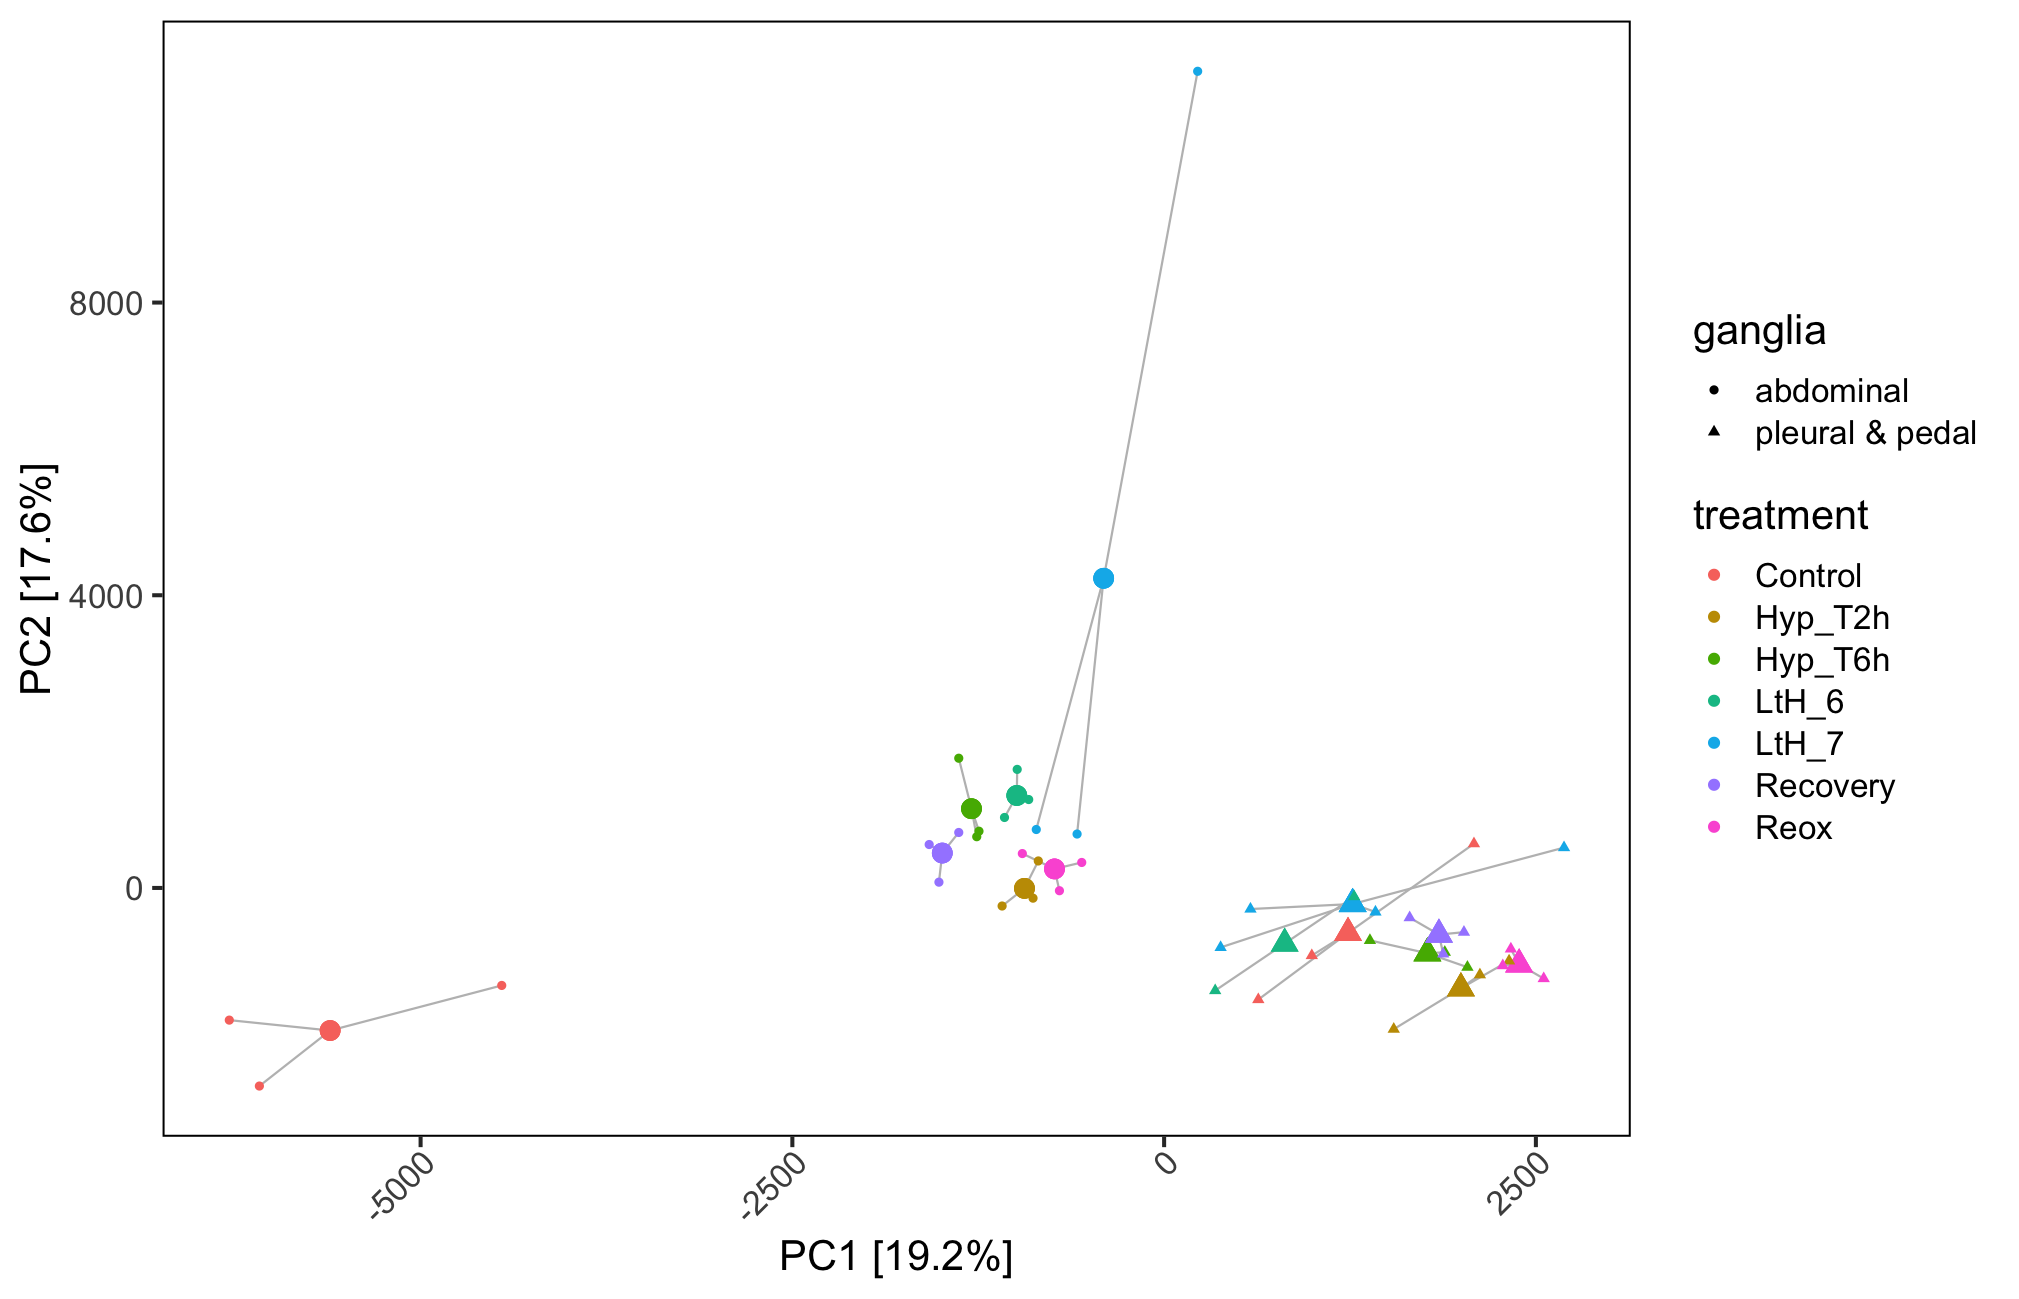 8000
4000
0
PC2 [17.6%]
-5000
-2500
0
2500
PC1 [19.2%]
ganglia
abdominal
pleural & pedal
treatment
Control
Hyp_T2h
Hyp_T6h
LtH_6
LtH_7
Recovery
Reox